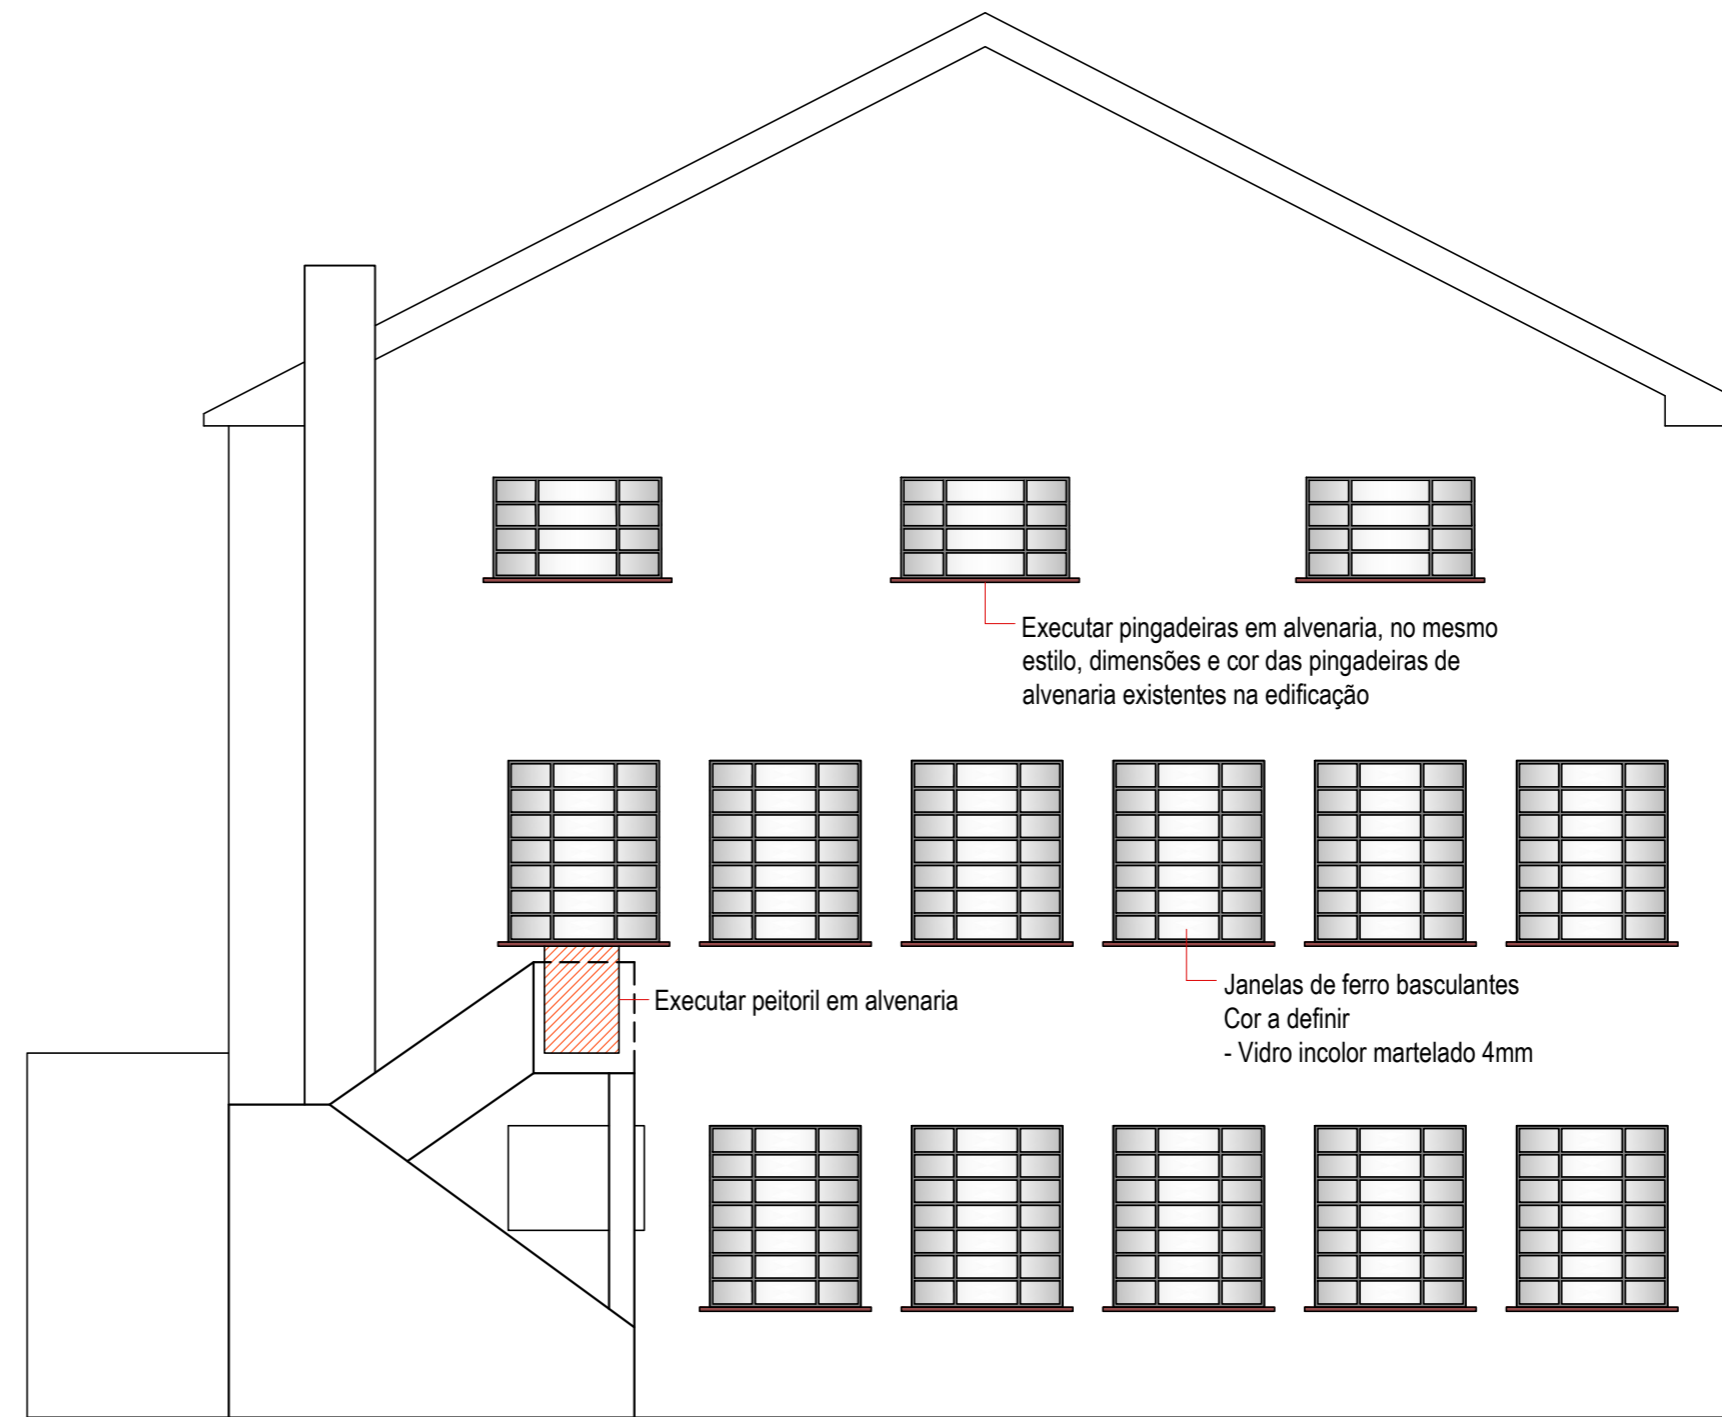 Executar pingadeiras em alvenaria, no mesmo
estilo, dimensões e cor das pingadeiras de
alvenaria existentes na edificação
Executar peitoril em alvenaria
Janelas de ferro basculantes
Cor a definir
- Vidro incolor martelado 4mm